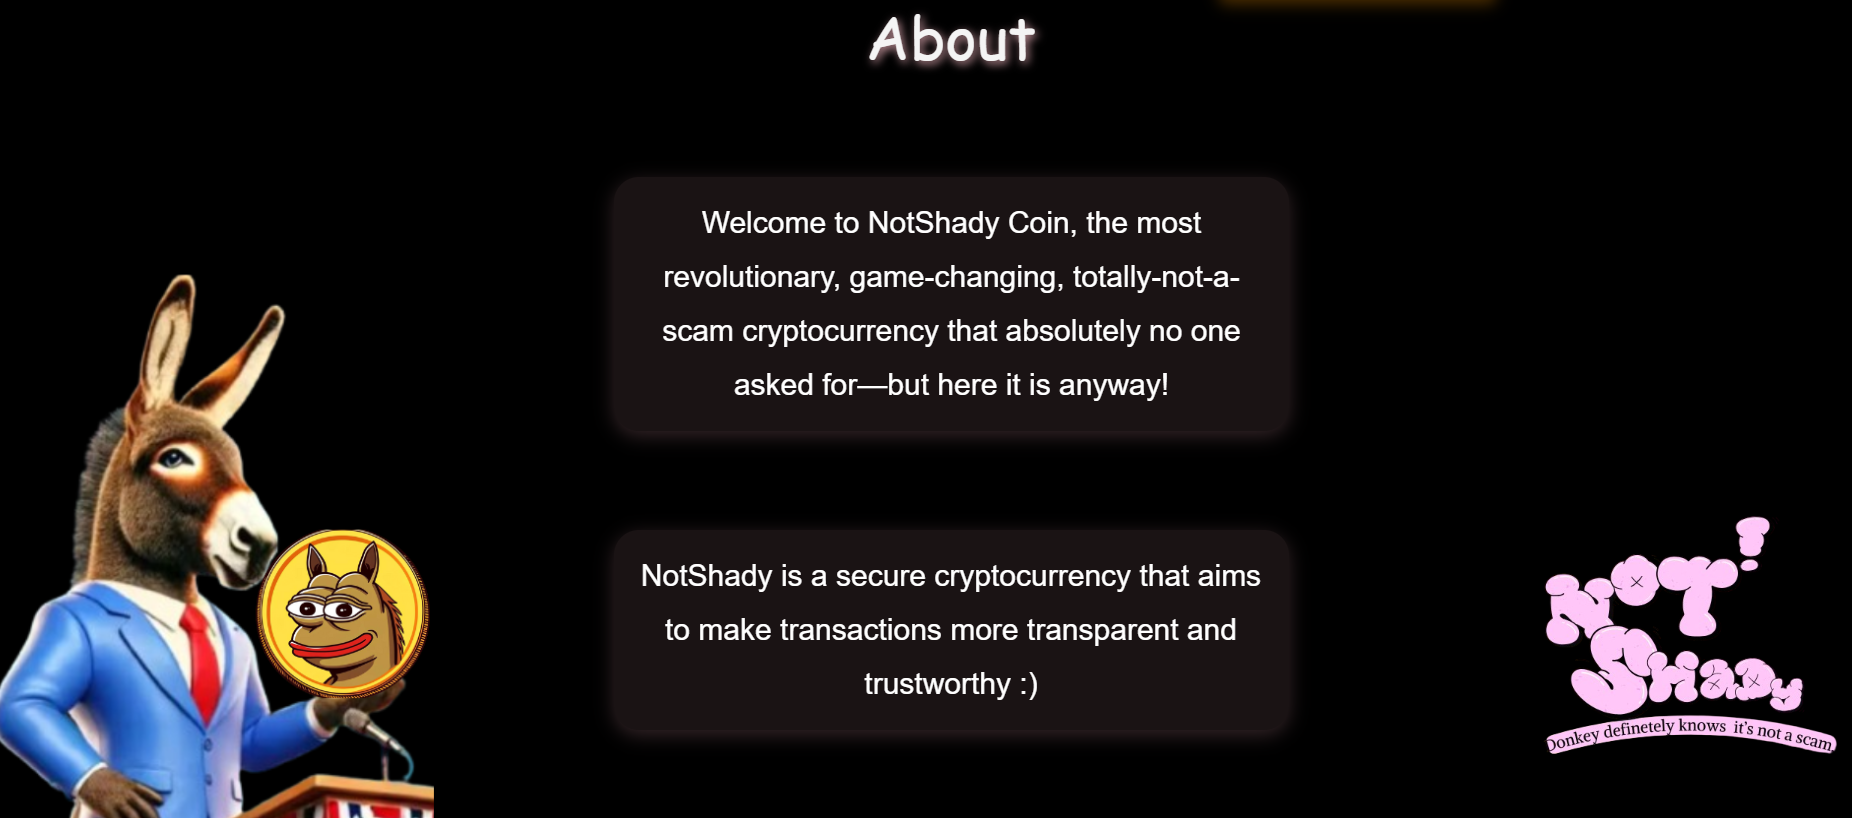 About
Welcome to NotShady Coin, the most
revolutionary, game-changing, totally-not-a-
scam cryptocurrency that absolutely no one
asked for—but here it is anyway!
NotShady is a secure cryptocurrency that aims
to make transactions more transparent and
trustworthy :)
NOT!
SHADY
Donkey definetely knows it's not a scam